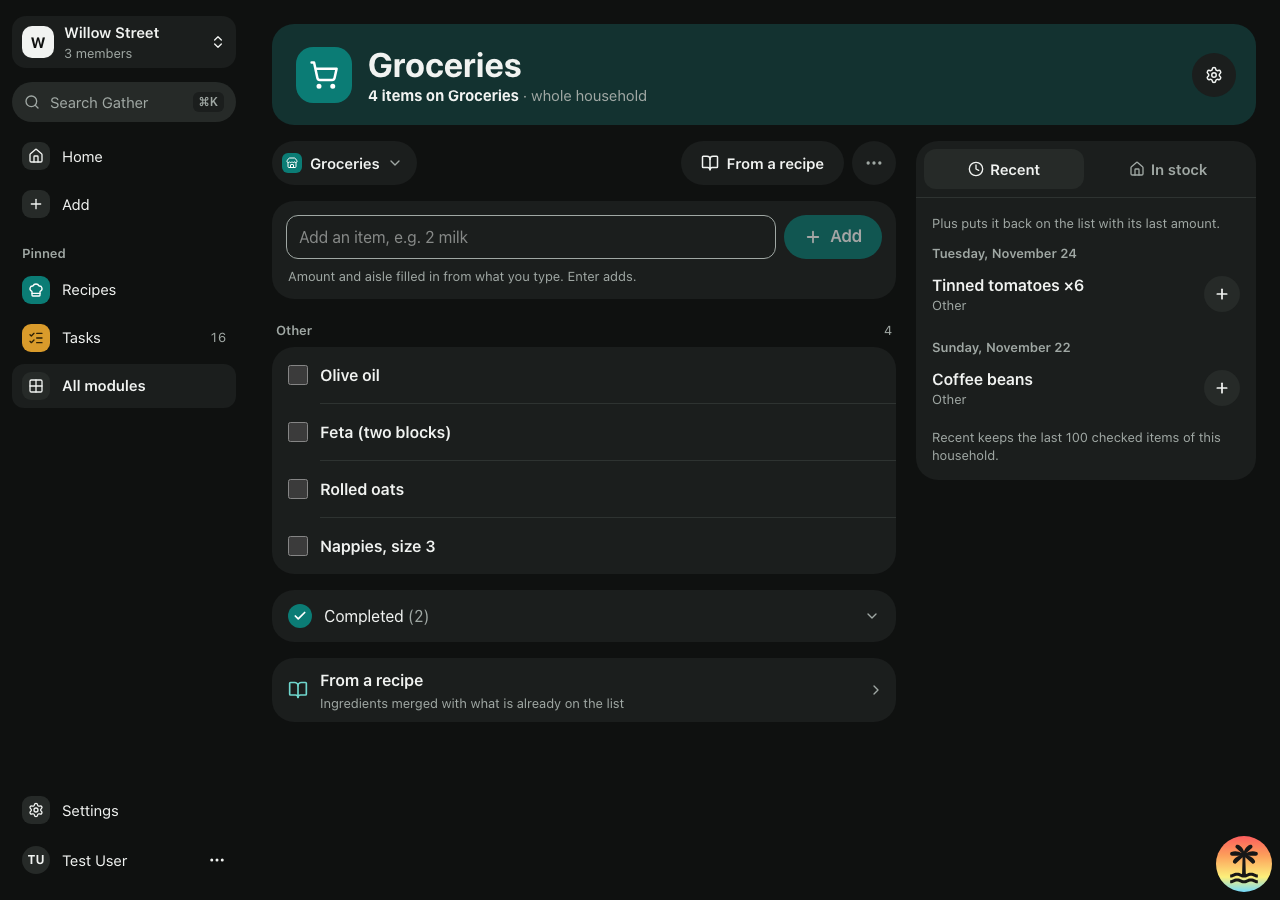 W
Willow Street
3 members
Search Gather
⌘K
Home
Add
Pinned
Recipes
Tasks
16
All modules
Settings
TU
Test User
Groceries
4 items on Groceries · whole household
Groceries
From a recipe
Add an item, e.g. 2 milk
Add
Amount and aisle filled in from what you type. Enter adds.
Other
4
Olive oil
Feta (two blocks)
Rolled oats
Nappies, size 3
Completed (2)
From a recipe
Ingredients merged with what is already on the list
Recent
In stock
Plus puts it back on the list with its last amount.
Tuesday, November 24
Tinned tomatoes ×6
Other
Sunday, November 22
Coffee beans
Other
Recent keeps the last 100 checked items of this
household.